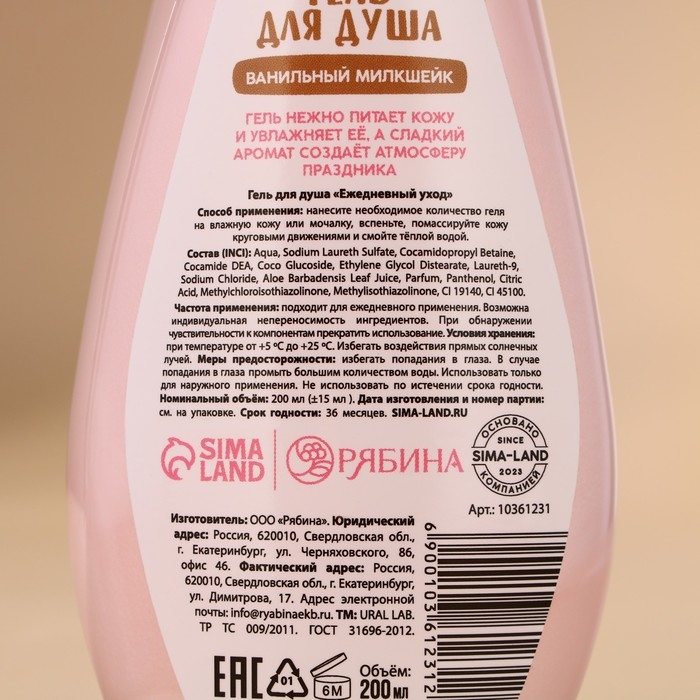 ГЕЛЬ
ДЛЯ ДУША
ВАНИЛЬНЫЙ МИЛКШЕЙК
ГЕЛЬ НЕЖНО ПИТАЕТ КОЖУ
И УВЛАЖНЯЕТ ЕЁ, А СЛАДКИЙ
АРОМАТ СОЗДАЁТ АТМОСФЕРУ
ПРАЗДНИКА
Гель для душа «Ежедневный уход»
Способ применения: нанесите необходимое количество геля
на влажную кожу или мочалку, вспеньте, помассируйте кожу
круговыми движениями и смойте тёплой водой.
Состав (INCI): Aqua, Sodium Laureth Sulfate, Cocamidopropyl Betaine,
Cocamide DEA, Coco Glucoside, Ethylene Glycol Distearate, Laureth-9,
Sodium Chloride, Aloe Barbadensis Leaf Juice, Parfum, Panthenol, Citric
Acid, Methylchloroisothiazolinone, Methylisothiazolinone, CI 19140, CI 45100.
Частота применения: подходит для ежедневного применения. Возможна
индивидуальная непереносимость ингредиентов. При обнаружении
чувствительности к компонентам прекратить использование. Условия хранения:
при температуре от +5 °С до +25 °С. Избегать воздействия прямых солнечных
лучей. Меры предосторожности: избегать попадания в глаза. В случае
попадания в глаза промыть большим количеством воды. Использовать только
для наружного применения. Не использовать по истечении срока годности.
Номинальный объём: 200 мл (±15 мл ). Дата изготовления и номер партии:
см. на упаковке. Срок годности: 36 месяцев. SIMA-LAND.RU
SIMA
LAND
РЯБИНА
ОСНОВАНО
SINCE
SIMA-LAND
2023
КОМПАНИЕЙ
Арт.: 10361231
Изготовитель: ООО «Рябина». Юридический
адрес: Россия, 620010, Свердловская обл.,
г. Екатеринбург, ул. Черняховского, 86,
офис 46. Фактический адрес: Россия,
620010, Свердловская обл., г. Екатеринбург,
ул. Димитрова, 17. Адрес электронной
почты: info@ryabinaekb.ru. ТМ: URAL LAB.
ТР ТС 009/2011. ГОСТ 31696-2012.
6 900103 612312
EAC
01
6M
Объём:
200 мл